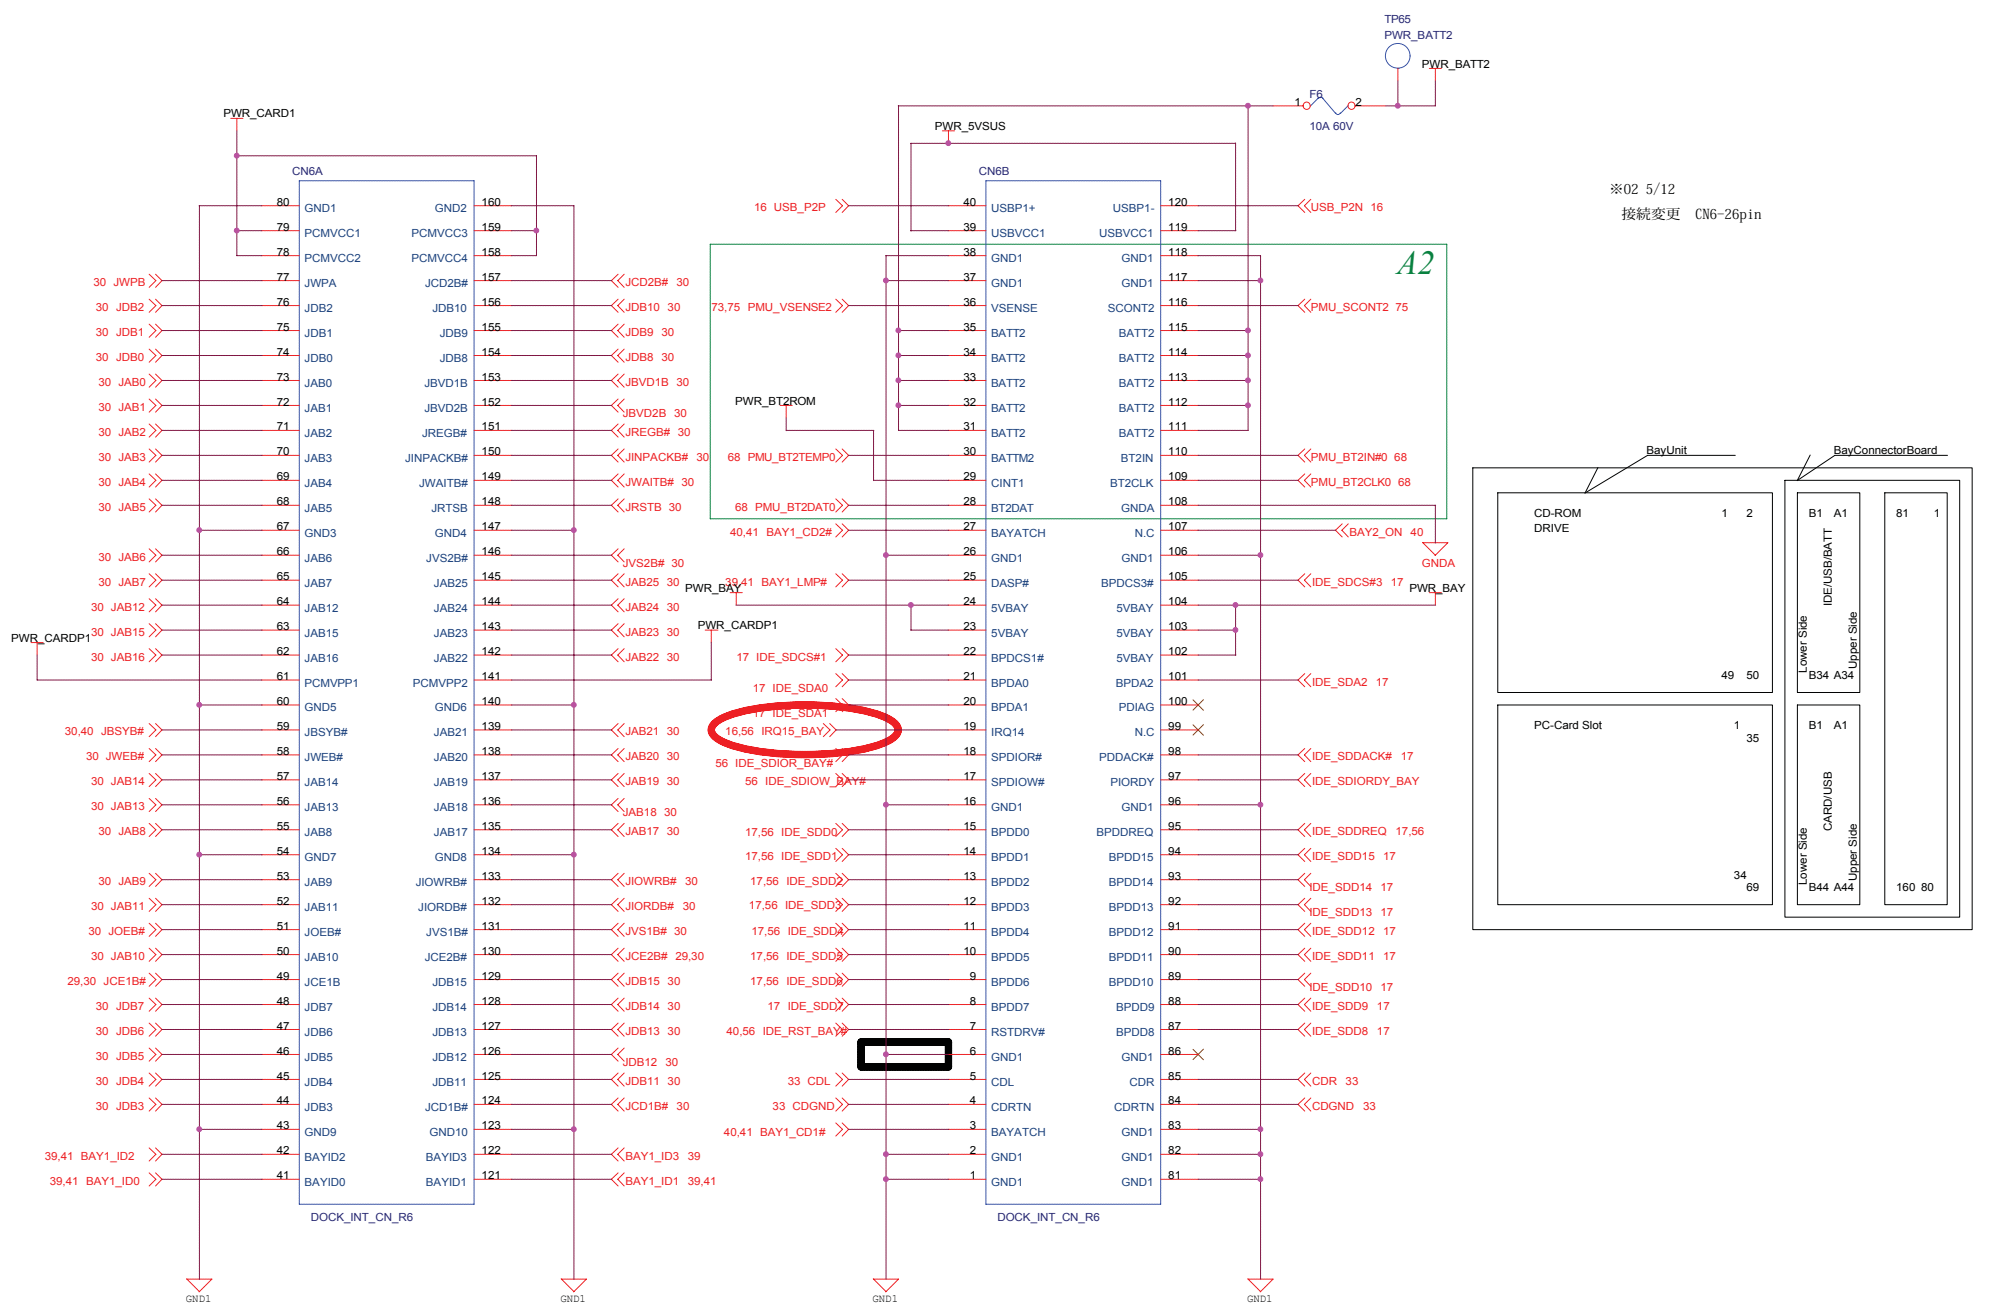 TP65
PWR_BATT2
PWR_BATT2
F6
1 2
10A 60V
PWR_CARD1
PWR_5VSUS
※02 5/12
接続変更 CN6-26pin
CN6A
80 GND1 GND2 160
79 PCMVCC1 PCMVCC3 159
78 PCMVCC2 PCMVCC4 158
30 JWPB 77 JWPA JCD2B# 157 JCD2B# 30
30 JDB2 76 JDB2 JDB10 156 JDB10 30
30 JDB1 75 JDB1 JDB9 155 JDB9 30
30 JDB0 74 JDB0 JDB8 154 JDB8 30
30 JAB0 73 JAB0 JBVD1B 153 JBVD1B 30
30 JAB1 72 JAB1 JBVD2B 152 JBVD2B 30
30 JAB2 71 JAB2 JREGB# 151 JREGB# 30
30 JAB3 70 JAB3 JINPACKB# 150 JINPACKB# 30
30 JAB4 69 JAB4 JWAITB# 149 JWAITB# 30
30 JAB5 68 JAB5 JRTSB 148 JRSTB 30
67 GND3 GND4 147
30 JAB6 66 JAB6 JVS2B# 146 JVS2B# 30
30 JAB7 65 JAB7 JAB25 145 JAB25 30
30 JAB12 64 JAB12 JAB24 144 JAB24 30
30 JAB15 63 JAB15 JAB23 143 JAB23 30
PWR_CARDP1
PWR_CARDP1
30 JAB16 62 JAB16 JAB22 142 JAB22 30
61 PCMVPP1 PCMVPP2 141
60 GND5 GND6 140
30,40 JBSYB# 59 JBSYB# JAB21 139 JAB21 30
30 JWEB# 58 JWEB# JAB20 138 JAB20 30
30 JAB14 57 JAB14 JAB19 137 JAB19 30
30 JAB13 56 JAB13 JAB18 136 JAB18 30
30 JAB8 55 JAB8 JAB17 135 JAB17 30
54 GND7 GND8 134
30 JAB9 53 JAB9 JIOWRB# 133 JIOWRB# 30
30 JAB11 52 JAB11 JIORDB# 132 JIORDB# 30
30 JOEB# 51 JOEB# JVS1B# 131 JVS1B# 30
30 JAB10 50 JAB10 JCE2B# 130 JCE2B# 29,30
29,30 JCE1B# 49 JCE1B JDB15 129 JDB15 30
30 JDB7 48 JDB7 JDB14 128 JDB14 30
30 JDB6 47 JDB6 JDB13 127 JDB13 30
30 JDB5 46 JDB5 JDB12 126 JDB12 30
30 JDB4 45 JDB4 JDB11 125 JDB11 30
30 JDB3 44 JDB3 JCD1B# 124 JCD1B# 30
43 GND9 GND10 123
39,41 BAY1_ID2 42 BAYID2 BAYID3 122 BAY1_ID3 39
39,41 BAY1_ID0 41 BAYID0 BAYID1 121 BAY1_ID1 39,41
DOCK_INT_CN_R6
GND1
GND1
CN6B
16 USB_P2P 40 USBP1+ USBP1- 120 USB_P2N 16
39 USBVCC1 USBVCC1 119
38 GND1 GND1 118
A2
37 GND1 GND1 117
73,75 PMU_VSENSE2 36 VSENSE SCONT2 116 PMU_SCONT2 75
35 BATT2 BATT2 115
34 BATT2 BATT2 114
33 BATT2 BATT2 113
PWR_BT2ROM
32 BATT2 BATT2 112
31 BATT2 BATT2 111
68 PMU_BT2TEMP0 30 BATTM2 BT2IN 110 PMU_BT2IN#0 68
29 CINT1 BT2CLK 109 PMU_BT2CLK0 68
68 PMU_BT2DAT0 28 BT2DAT GNDA 108
40,41 BAY1_CD2# 27 BAYATCH N.C 107 BAY2_ON 40
26 GND1 GND1 106
GNDA
39,41 BAY1_LMP# 25 DASP# BPDCS3# 105 IDE_SDCS#3 17
PWR_BAY
PWR_BAY
24 5VBAY 5VBAY 104
23 5VBAY 5VBAY 103
17 IDE_SDCS#1 22 BPDCS1# 5VBAY 102
17 IDE_SDA0 21 BPDA0 BPDA2 101 IDE_SDA2 17
17 IDE_SDA1 20 BPDA1 PDIAG 100
16,56 IRQ15_BAY 19 IRQ14 N.C 99
56 IDE_SDIOR_BAY# 18 SPDIOR# PDDACK# 98 IDE_SDDACK# 17
56 IDE_SDIOW_BAY# 17 SPDIOW# PIORDY 97 IDE_SDIORDY_BAY
16 GND1 GND1 96
17,56 IDE_SDD0 15 BPDD0 BPDDREQ 95 IDE_SDDREQ 17,56
17,56 IDE_SDD1 14 BPDD1 BPDD15 94 IDE_SDD15 17
17,56 IDE_SDD2 13 BPDD2 BPDD14 93 IDE_SDD14 17
17,56 IDE_SDD3 12 BPDD3 BPDD13 92 IDE_SDD13 17
17,56 IDE_SDD4 11 BPDD4 BPDD12 91 IDE_SDD12 17
17,56 IDE_SDD5 10 BPDD5 BPDD11 90 IDE_SDD11 17
17,56 IDE_SDD6 9 BPDD6 BPDD10 89 IDE_SDD10 17
17 IDE_SDD7 8 BPDD7 BPDD9 88 IDE_SDD9 17
40,56 IDE_RST_BAY# 7 RSTDRV# BPDD8 87 IDE_SDD8 17
6 GND1 GND1 86
33 CDL 5 CDL CDR 85 CDR 33
33 CDGND 4 CDRTN CDRTN 84 CDGND 33
40,41 BAY1_CD1# 3 BAYATCH GND1 83
2 GND1 GND1 82
1 GND1 GND1 81
DOCK_INT_CN_R6
GND1
GND1
BayUnit
BayConnectorBoard
CD-ROM
DRIVE
1 2
49 50
B1 A1
IDE/USB/BATT
Lower Side
Upper Side
B34 A34
81 1
PC-Card Slot
1
35
34
69
B1 A1
CARD/USB
Lower Side
Upper Side
B44 A44
160 80